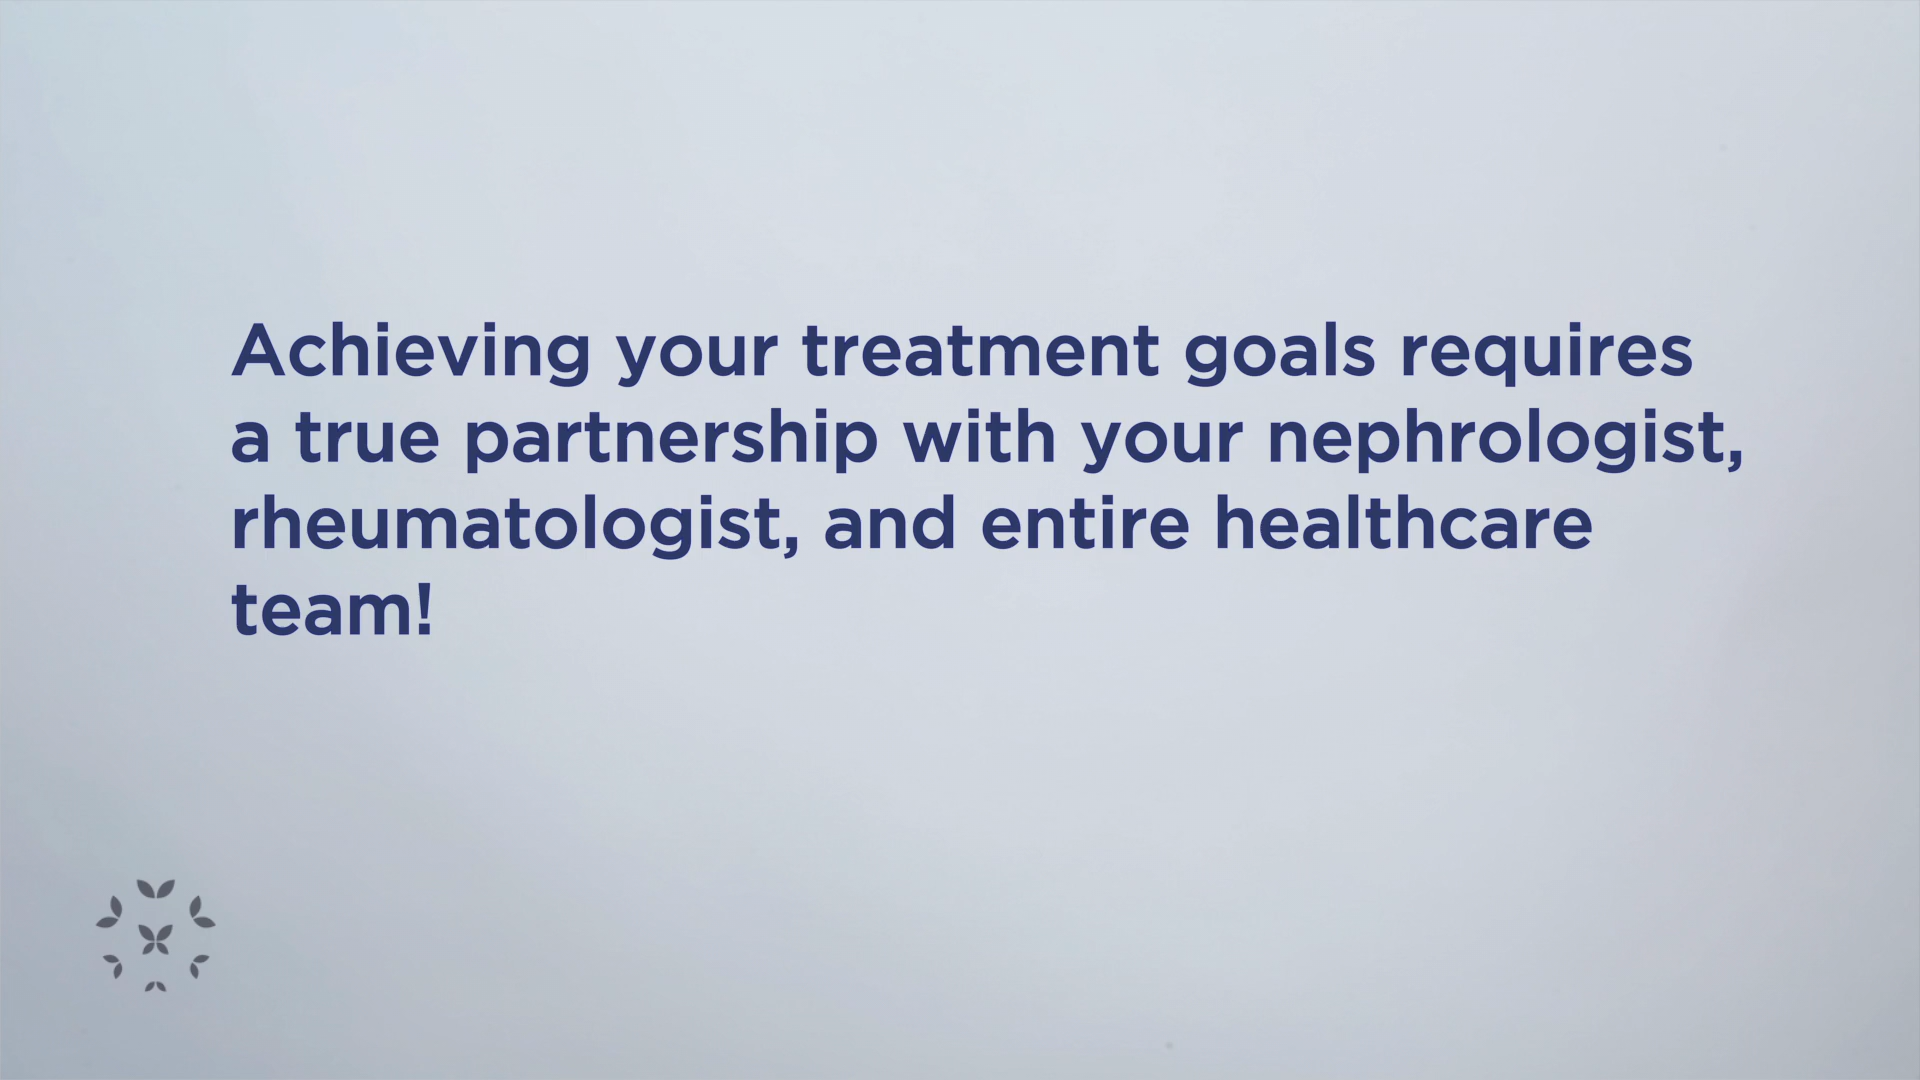 Achieving your treatment goals requires
a true partnership with your nephrologist,
rheumatologist, and entire healthcare
team!